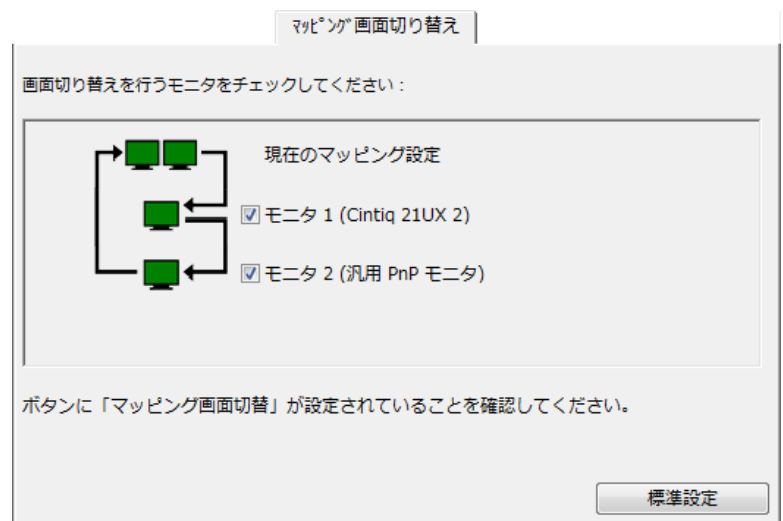 ﾏｯﾋﾟﾝｸﾞ画面切り替え
画面切り替えを行うモニタをチェックしてください：
現在のマッピング設定
モニタ 1 (Cintiq 21UX 2)
モニタ 2 (汎用 PnP モニタ)
ボタンに「マッピング画面切替」が設定されていることを確認してください。
標準設定